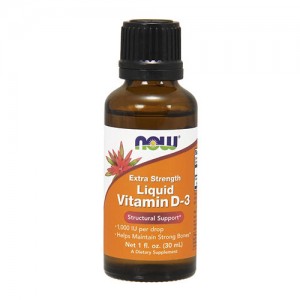 now
Extra Strength
Liquid
Vitamin D-3
Structural Support*
• 1,000 IU per drop
• Helps Maintain Strong Bones*
Net 1 fl. oz. (30 mL)
A Dietary Supplement